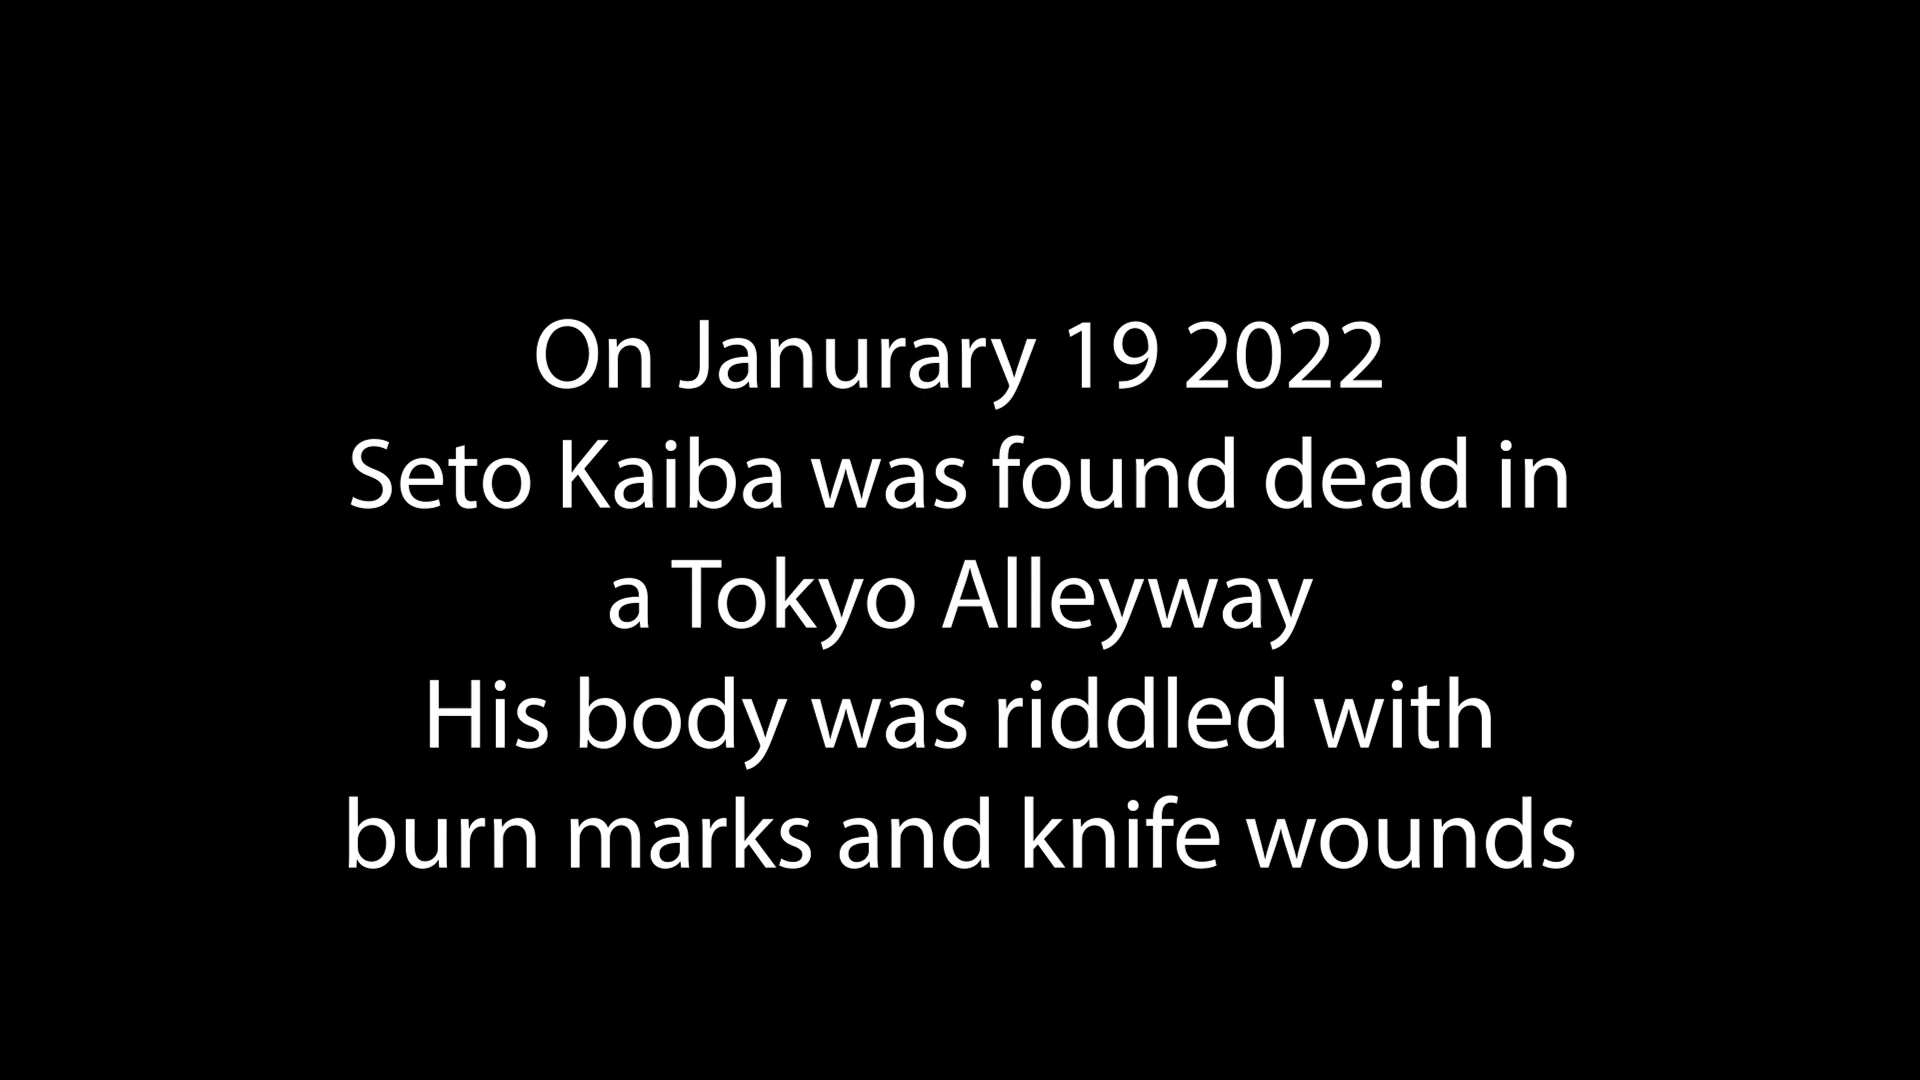 On Janurary 19 2022
Seto Kaiba was found dead in
a Tokyo Alleyway
His body was riddled with
burn marks and knife wounds